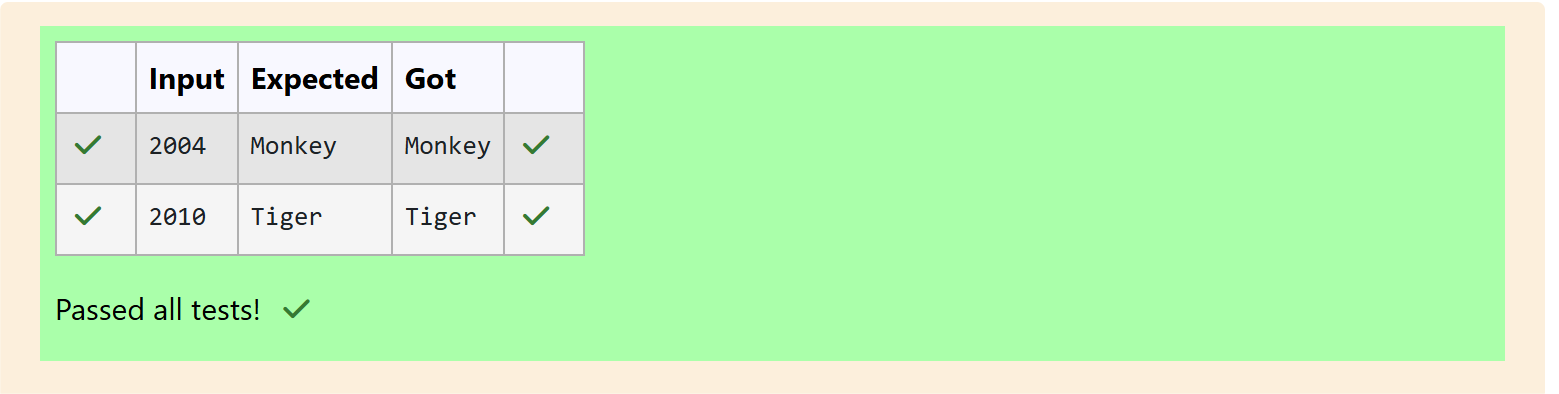 Input Expected Got
2004 Monkey Monkey
2010 Tiger Tiger
Passed all tests!